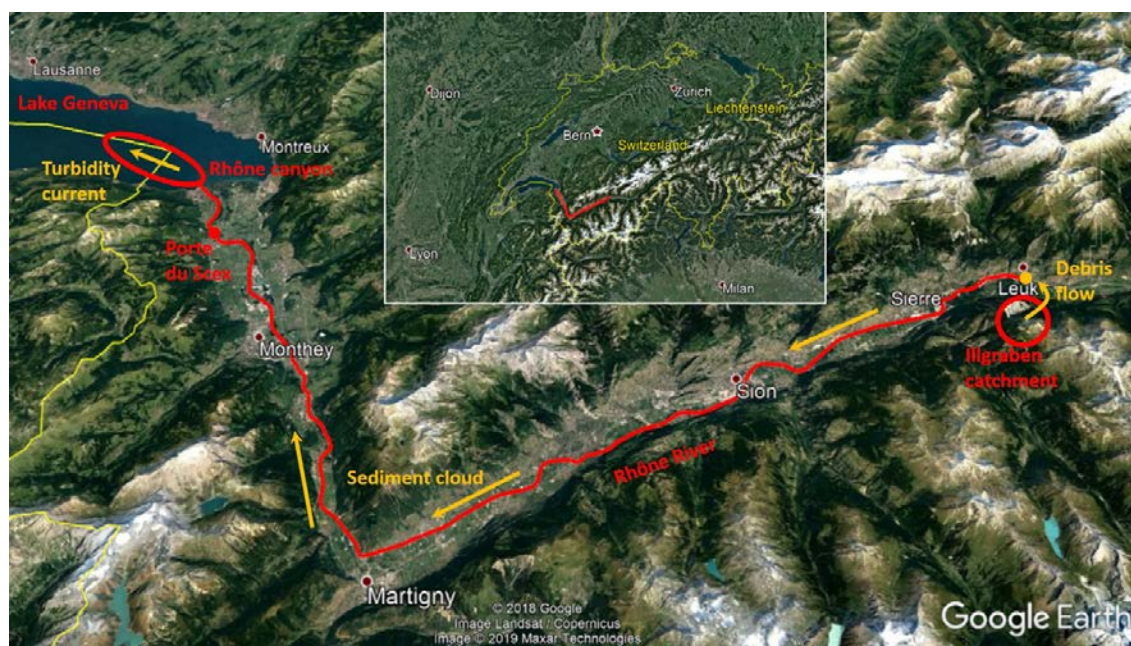 Lausanne
Lake Geneva
Montreux
Turbidity
current
Rhône canyon
Porte
du Scex
Monthey
Martigny
Sediment cloud
Rhône River
Sion
Sierre
Leuk
Debris
flow
Illgraben
catchment
Dijon
Zürich
Liechtenstein
Bern
Switzerland
Lyon
Milan
© 2018 Google
Image Landsat / Copernicus
Image © 2019 Maxar Technologies
Google Earth